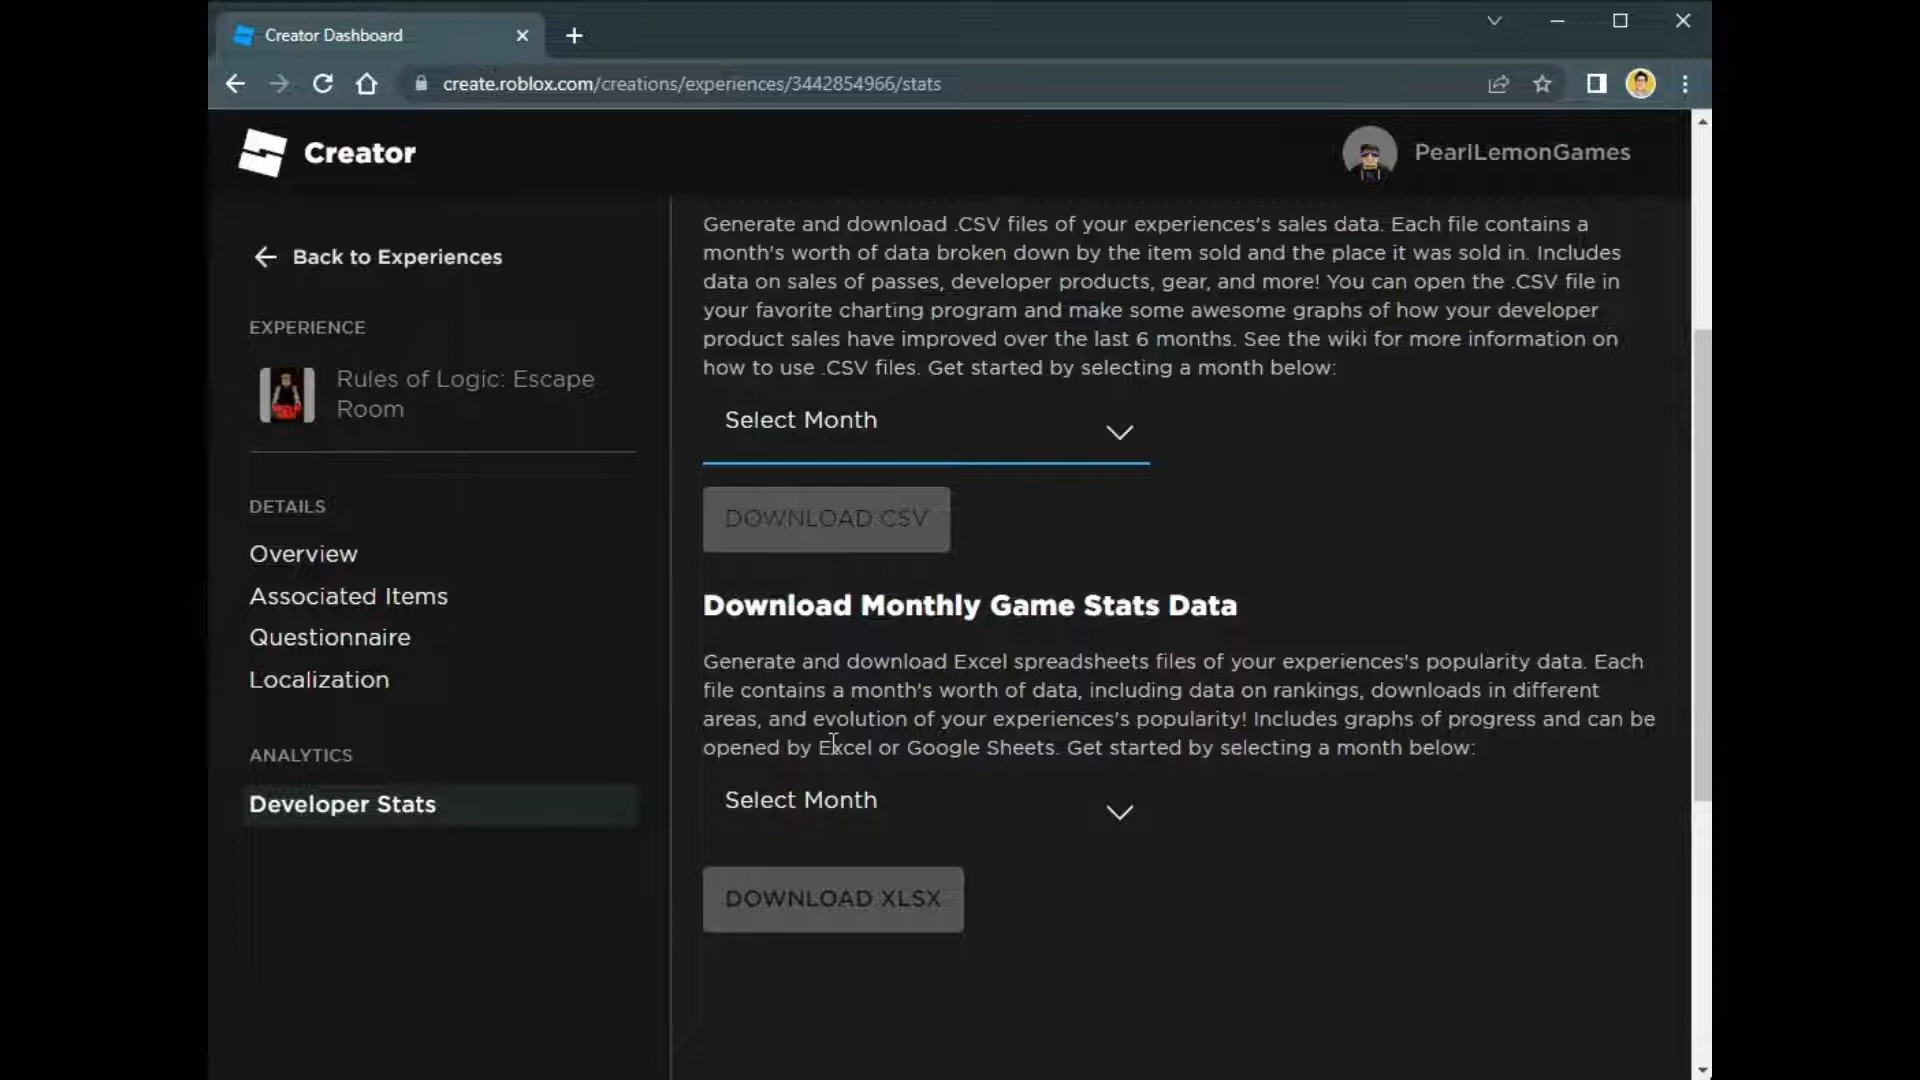 Creator Dashboard
create.roblox.com/creations/experiences/3442854966/stats
Creator
PearlLemonGames
Back to Experiences
EXPERIENCE
Rules of Logic: Escape
Room
DETAILS
Overview
Associated Items
Questionnaire
Localization
ANALYTICS
Developer Stats
Generate and download .CSV files of your experiences's sales data. Each file contains a
month's worth of data broken down by the item sold and the place it was sold in. Includes
data on sales of passes, developer products, gear, and more! You can open the .CSV file in
your favorite charting program and make some awesome graphs of how your developer
product sales have improved over the last 6 months. See the wiki for more information on
how to use .CSV files. Get started by selecting a month below:
Select Month
DOWNLOAD CSV
Download Monthly Game Stats Data
Generate and download Excel spreadsheets files of your experiences's popularity data. Each
file contains a month's worth of data, including data on rankings, downloads in different
areas, and evolution of your experiences's popularity! Includes graphs of progress and can be
opened by Excel or Google Sheets. Get started by selecting a month below:
Select Month
DOWNLOAD XLSX